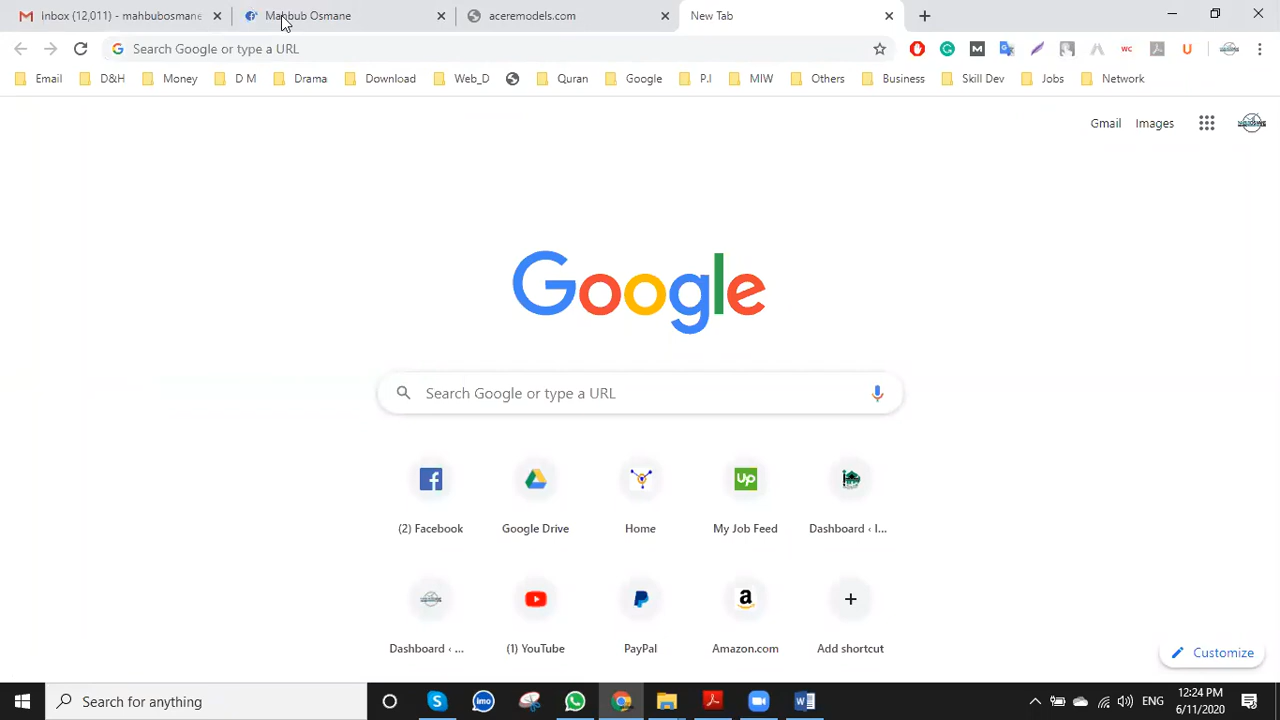 Inbox (12,011) - mahbubosmane
Mahbub Osmane
aceremodels.com
New Tab
Search Google or type a URL
Email
D&H
Money
D M
Drama
Download
Web_D
Quran
Google
P.I
MIW
Others
Business
Skill Dev
Jobs
Network
Gmail
Images
Google
Search Google or type a URL
(2) Facebook
Google Drive
Home
My Job Feed
Dashboard ‹ I...
Dashboard ‹ ...
(1) YouTube
PayPal
Amazon.com
Add shortcut
Customize
Search for anything
ENG
12:24 PM
6/11/2020